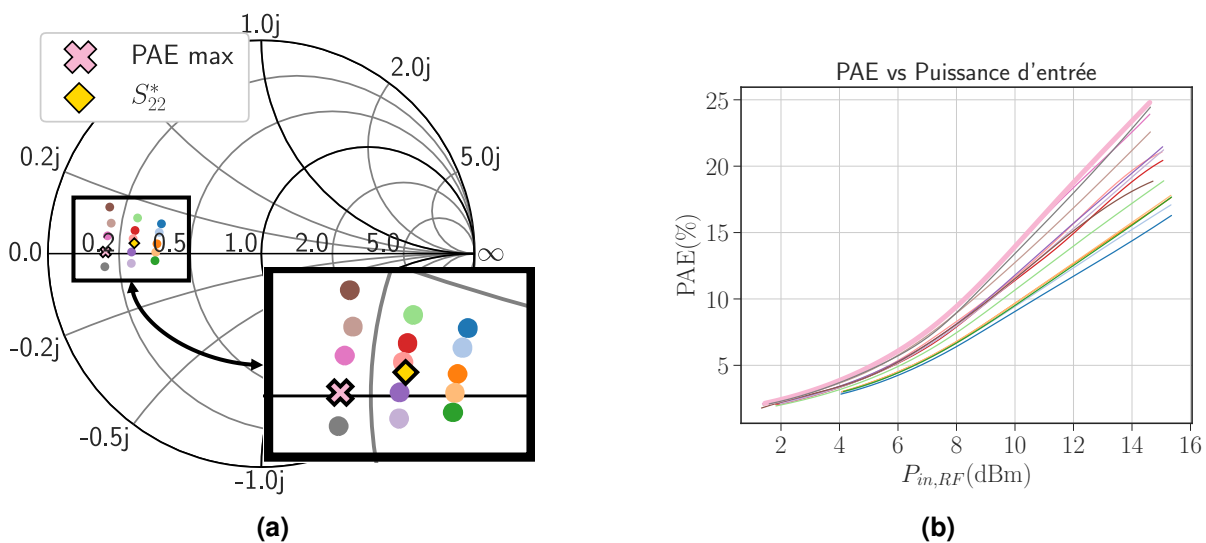 1.0j
PAE max
S*22
2.0j
0.2j
5.0j
0.0
0.2
0.5
1.0
2.0
5.0
∞
-0.2j
-0.5j
-1.0j
(a)
PAE vs Puissance d'entrée
25
20
15
10
5
PAE(%)
2 4 6 8 10 12 14 16
Pin,RF(dBm)
(b)